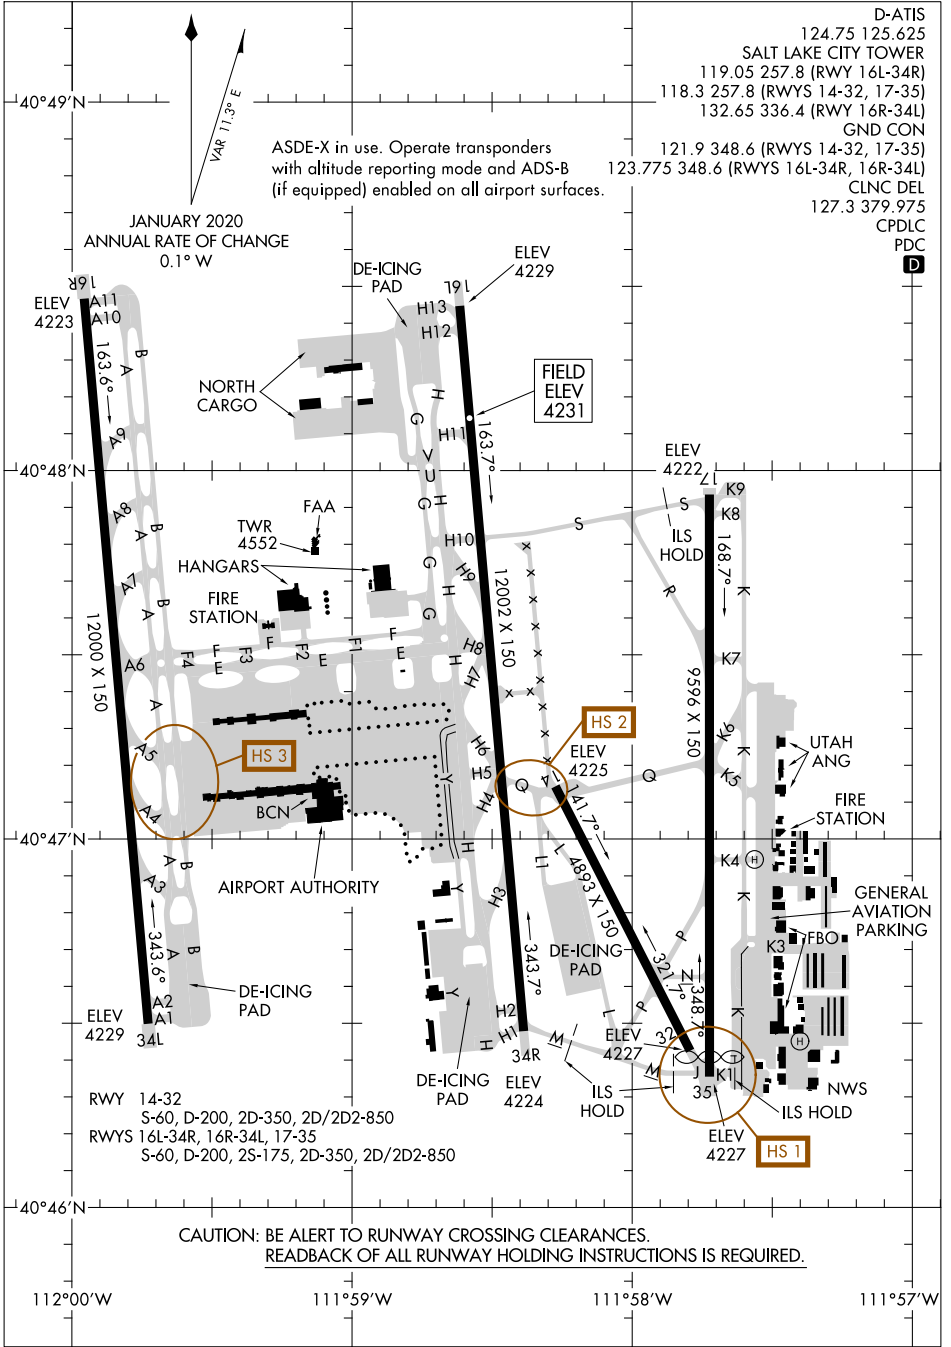 D-ATIS
124.75 125.625
SALT LAKE CITY TOWER
119.05 257.8 (RWY 16L-34R)
118.3 257.8 (RWYS 14-32, 17-35)
132.65 336.4 (RWY 16R-34L)
GND CON
121.9 348.6 (RWYS 14-32, 17-35)
123.775 348.6 (RWYS 16L-34R, 16R-34L)
CLNC DEL
127.3 379.975
CPDLC
PDC
D
40°49'N
VAR 11.3° E
JANUARY 2020
ANNUAL RATE OF CHANGE
0.1° W
ASDE-X in use. Operate transponders
with altitude reporting mode and ADS-B
(if equipped) enabled on all airport surfaces.
16R
ELEV
4223
A11
A10
B
A
163.6°
A9
DE-ICING
PAD
16L
ELEV
4229
H13
H12
NORTH
CARGO
FIELD
ELEV
4231
H
G
H11
163.7°
V
U
H
G
40°48'N
ELEV
4222
17
K9
K8
ILS
HOLD
S
A8
B
A
FAA
TWR
4552
HANGARS
H10
H9
168.7°
R
K
A7
B
A
FIRE
STATION
G
H
G
12002 X 150
12000 X 150
A6
F4
F
E
F3
F
F2
E
F1
F
E
H
H8
H7
K7
9596 X 150
A
A5
HS 3
A4
HS 2
ELEV
4225
H6
H5
H4
Q
14
Q
K6
K
K5
UTAH
ANG
141.7°
BCN
Y
FIRE
STATION
40°47'N
AIRPORT AUTHORITY
A
B
A3
H
Y
L
L1
4893 X 150
K4
H
K
GENERAL
AVIATION
PARKING
H3
343.6°
A
B
343.7°
DE-ICING
PAD
P
321.7°
N
348.7°
K3
FBO
DE-ICING
PAD
Y
A2
A1
ELEV
4229
34L
H2
H1
H
34R
ELEV
4224
M
L
P
K
32
ELEV
4227
H
M
J
K1
35
NWS
DE-ICING
PAD
ILS
HOLD
ILS HOLD
ELEV
4227
HS 1
RWY 14-32
S-60, D-200, 2D-350, 2D/2D2-850
RWYS 16L-34R, 16R-34L, 17-35
S-60, D-200, 2S-175, 2D-350, 2D/2D2-850
40°46'N
CAUTION: BE ALERT TO RUNWAY CROSSING CLEARANCES.
READBACK OF ALL RUNWAY HOLDING INSTRUCTIONS IS REQUIRED.
112°00'W
111°59'W
111°58'W
111°57'W